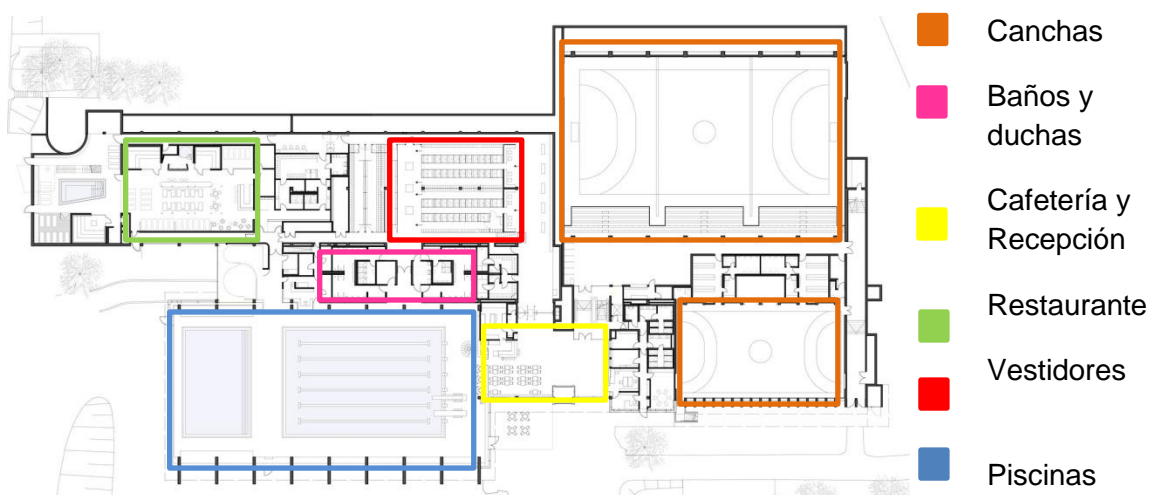 Canchas
Baños y
duchas
Cafetería y
Recepción
Restaurante
Vestidores
Piscinas